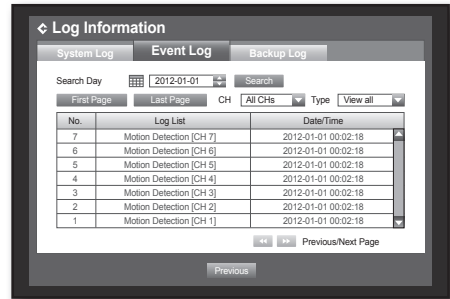 Log Information
System Log Event Log Backup Log
Search Day 2012-01-01 Search
First Page Last Page CH All CHs Type View all
No. Log List Date/Time
7 Motion Detection [CH 7] 2012-01-01 00:02:18
6 Motion Detection [CH 6] 2012-01-01 00:02:18
5 Motion Detection [CH 5] 2012-01-01 00:02:18
4 Motion Detection [CH 4] 2012-01-01 00:02:18
3 Motion Detection [CH 3] 2012-01-01 00:02:18
2 Motion Detection [CH 2] 2012-01-01 00:02:18
1 Motion Detection [CH 1] 2012-01-01 00:02:18
Previous/Next Page
Previous